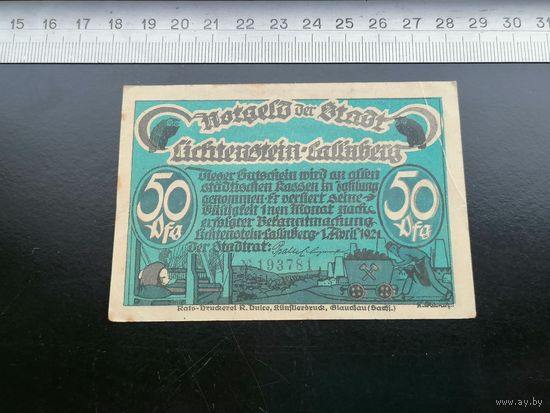 15 16 17 18 19 20 21 22 23 24 25 26 27 28 29 30 31
Notgeld der Stadt
Lichtenstein-Callnberg
50
Pfg
Dieser Gutschein wird an allen
städtischen Kassen in Zahlung
genommen. Er verliert seine
Gültigkeit 1nen Monat nach
erfolgter Bekanntmachung
Lichtenstein-Callnberg - 1. April 1921
Der Stadtrat:
50
Pfg
№ 193781
Rats-Druckerei R. Dulce, Künstlerdruck, Glauchau (Sachs.)
www.ay.by